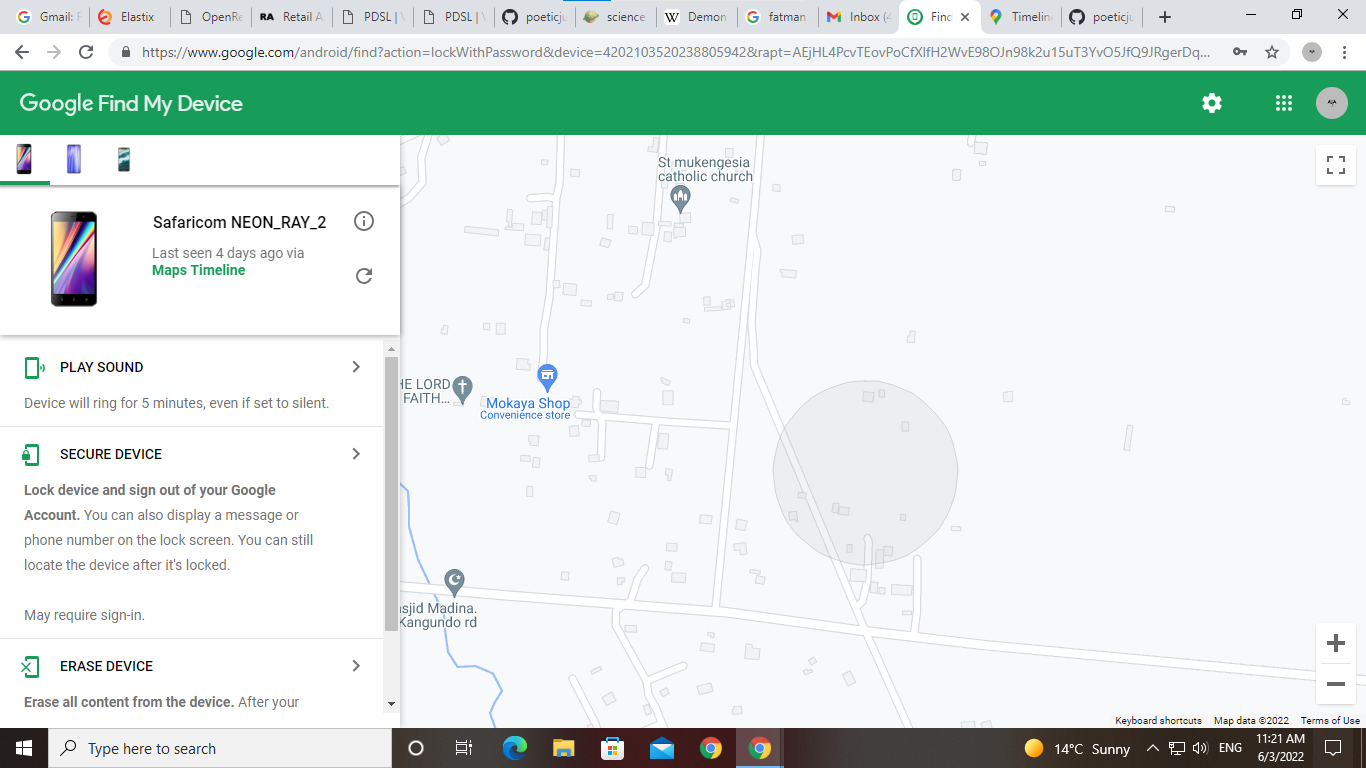 Gmail: F
Elastix
OpenRe
RA Retail A
PDSL | V
PDSL | V
poeticju
science
W Demon
fatman
Inbox (4
Find
Timeline
poeticju
https://www.google.com/android/find?action=lockWithPassword&device=4202103520238805942&rapt=AEjHL4PcvTEovPoCfXlfH2WvE98OJn98k2u15uT3YvO5JfQ9JRgerDq...
Google Find My Device
Safaricom NEON_RAY_2
Last seen 4 days ago via
Maps Timeline
PLAY SOUND
Device will ring for 5 minutes, even if set to silent.
SECURE DEVICE
Lock device and sign out of your Google
Account. You can also display a message or
phone number on the lock screen. You can still
locate the device after it's locked.
May require sign-in.
ERASE DEVICE
Erase all content from the device. After your
St mukengesia
catholic church
HE LORD
FAITH...
Mokaya Shop
Convenience store
asjid Madina.
Kangundo rd
Keyboard shortcuts
Map data ©2022
Terms of Use
Type here to search
14°C Sunny
ENG
11:21 AM
6/3/2022